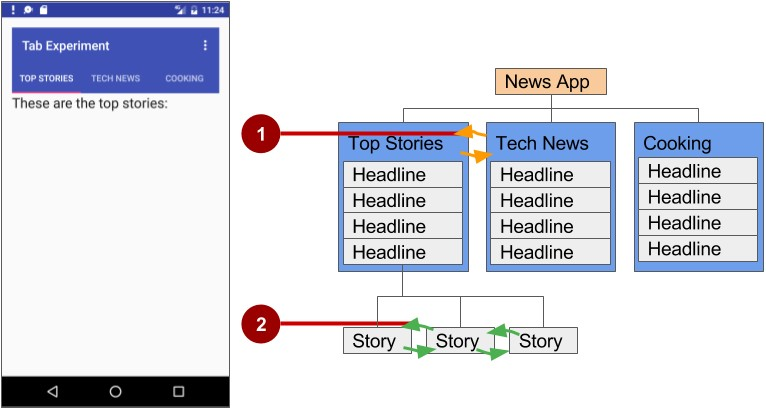 11:24
Tab Experiment
TOP STORIES TECH NEWS COOKING
These are the top stories:
News App
1
Top Stories
Headline
Headline
Headline
Headline
Tech News
Headline
Headline
Headline
Headline
Cooking
Headline
Headline
Headline
Headline
2
Story
Story
Story